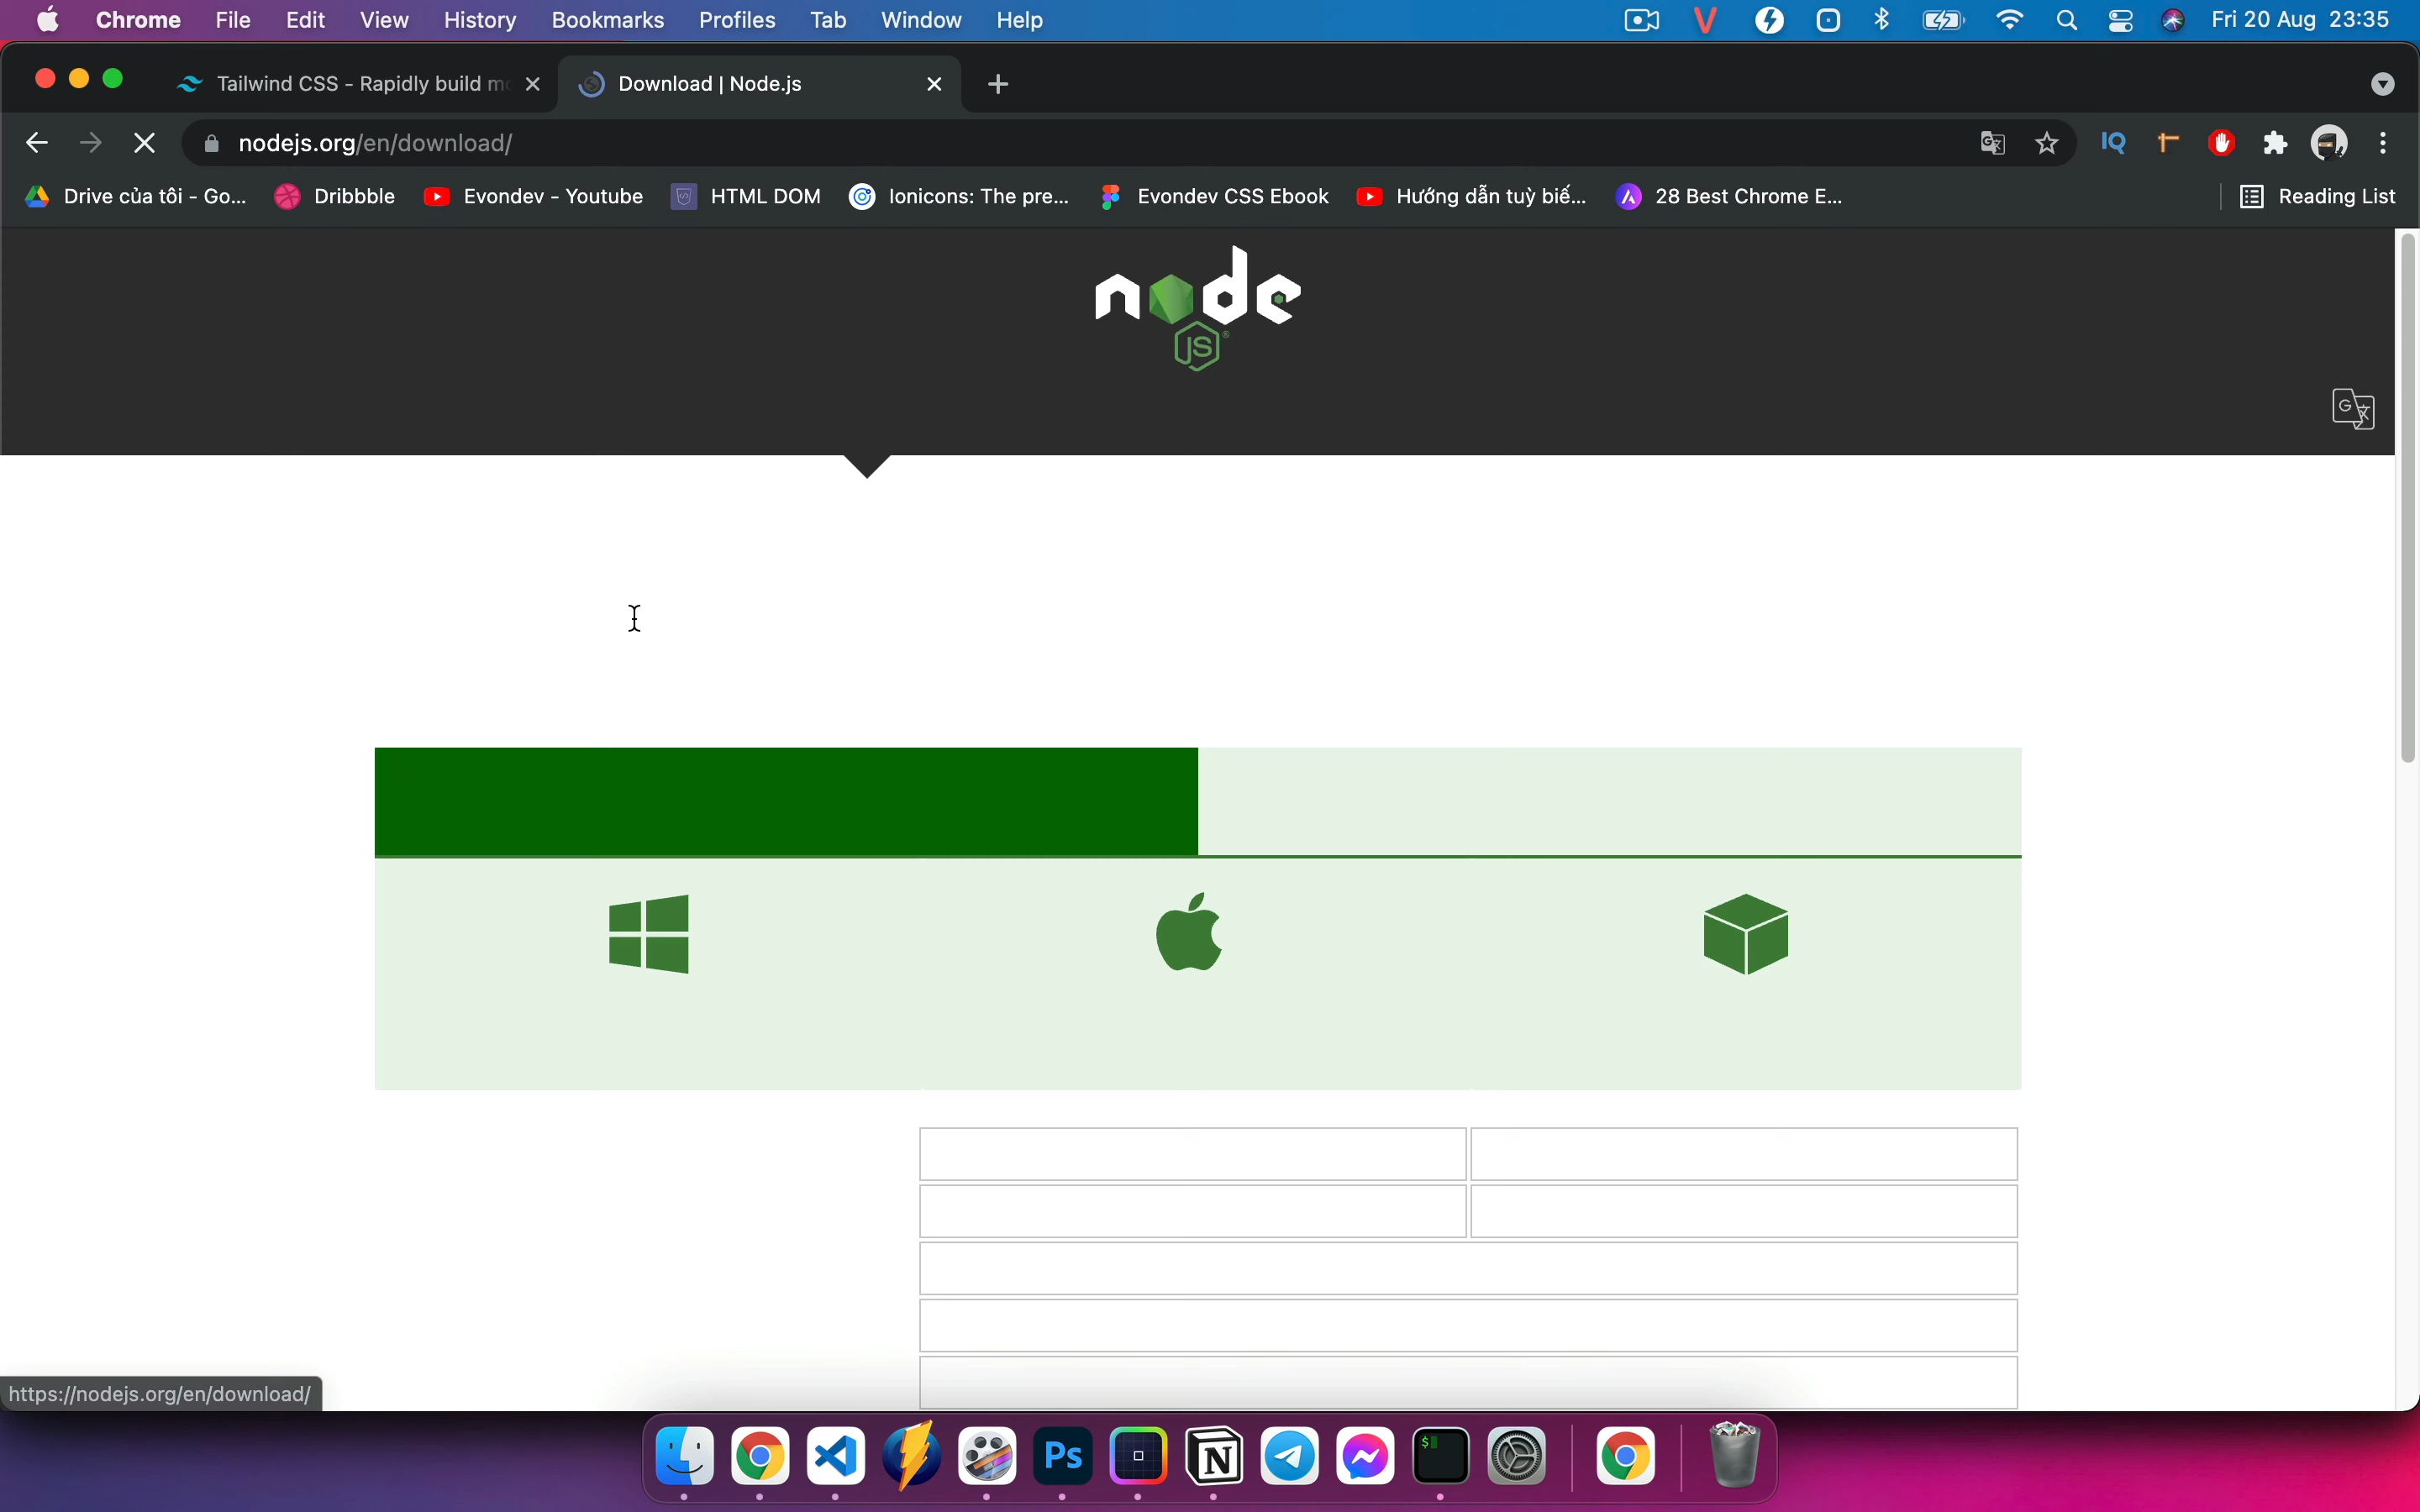 Chrome File Edit View History Bookmarks Profiles Tab Window Help Fri 20 Aug 23:35
Tailwind CSS - Rapidly build mo Download | Node.js
nodejs.org/en/download/ IQ
Drive của tôi - Go... Dribbble Evondev - Youtube HTML DOM Ionicons: The pre... Evondev CSS Ebook Hướng dẫn tuỳ biế... 28 Best Chrome E... Reading List
node
JS®
https://nodejs.org/en/download/
Ps
$